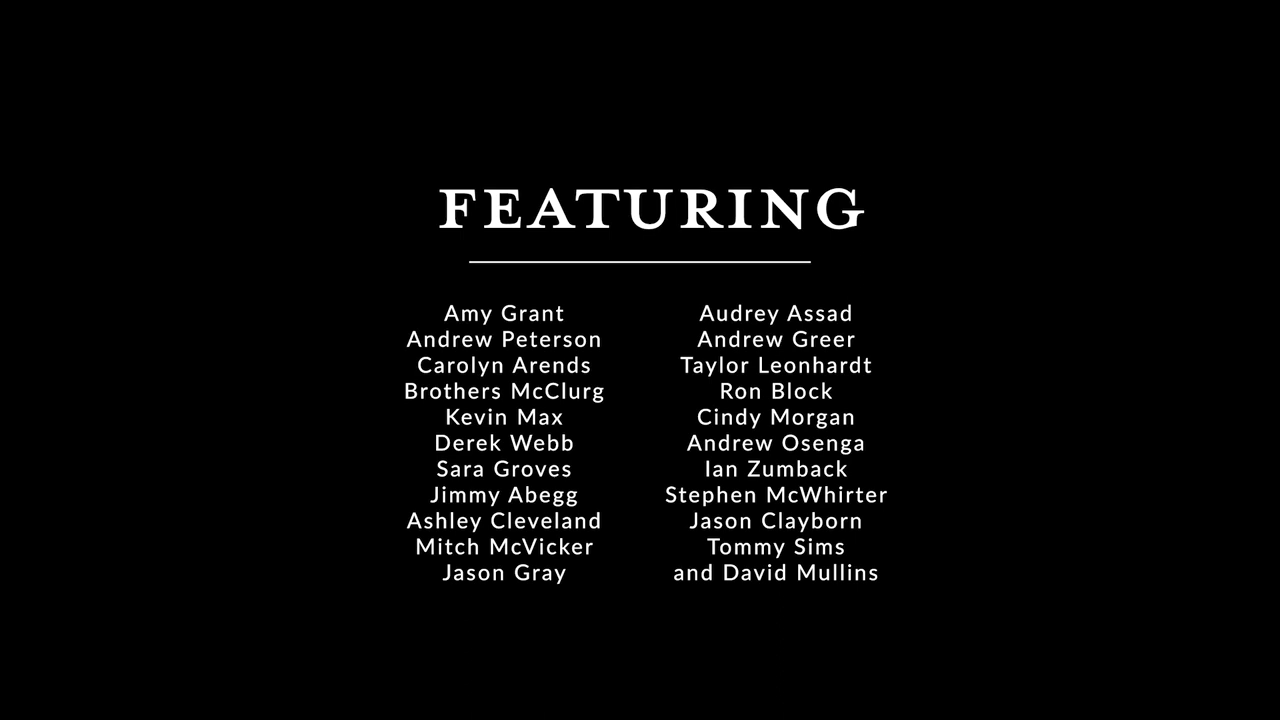 FEATURING
Amy Grant
Andrew Peterson
Carolyn Arends
Brothers McClurg
Kevin Max
Derek Webb
Sara Groves
Jimmy Abegg
Ashley Cleveland
Mitch McVicker
Jason Gray
Audrey Assad
Andrew Greer
Taylor Leonhardt
Ron Block
Cindy Morgan
Andrew Osenga
Ian Zumback
Stephen McWhirter
Jason Clayborn
Tommy Sims
and David Mullins